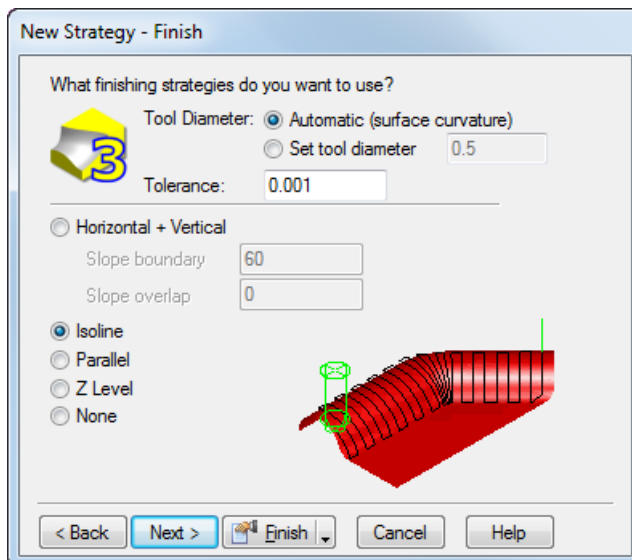 New Strategy - Finish
What finishing strategies do you want to use?
Tool Diameter: Automatic (surface curvature)
Set tool diameter 0.5
3
Tolerance: 0.001
Horizontal + Vertical
Slope boundary 60
Slope overlap 0
Isoline
Parallel
Z Level
None
< Back Next > Finish Cancel Help